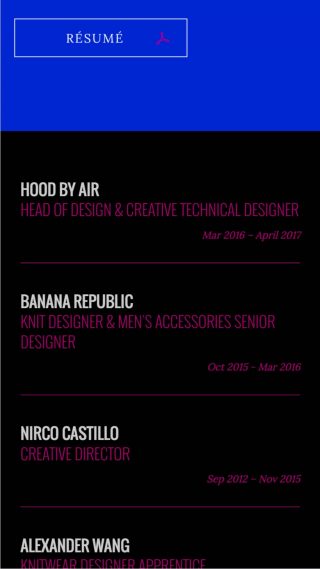 RÉSUMÉ
HOOD BY AIR
HEAD OF DESIGN & CREATIVE TECHNICAL DESIGNER
Mar 2016 – April 2017
BANANA REPUBLIC
KNIT DESIGNER & MEN'S ACCESSORIES SENIOR
DESIGNER
Oct 2015 – Mar 2016
NIRCO CASTILLO
CREATIVE DIRECTOR
Sep 2012 – Nov 2015
ALEXANDER WANG
KNITWEAR DESIGNER APPRENTICE